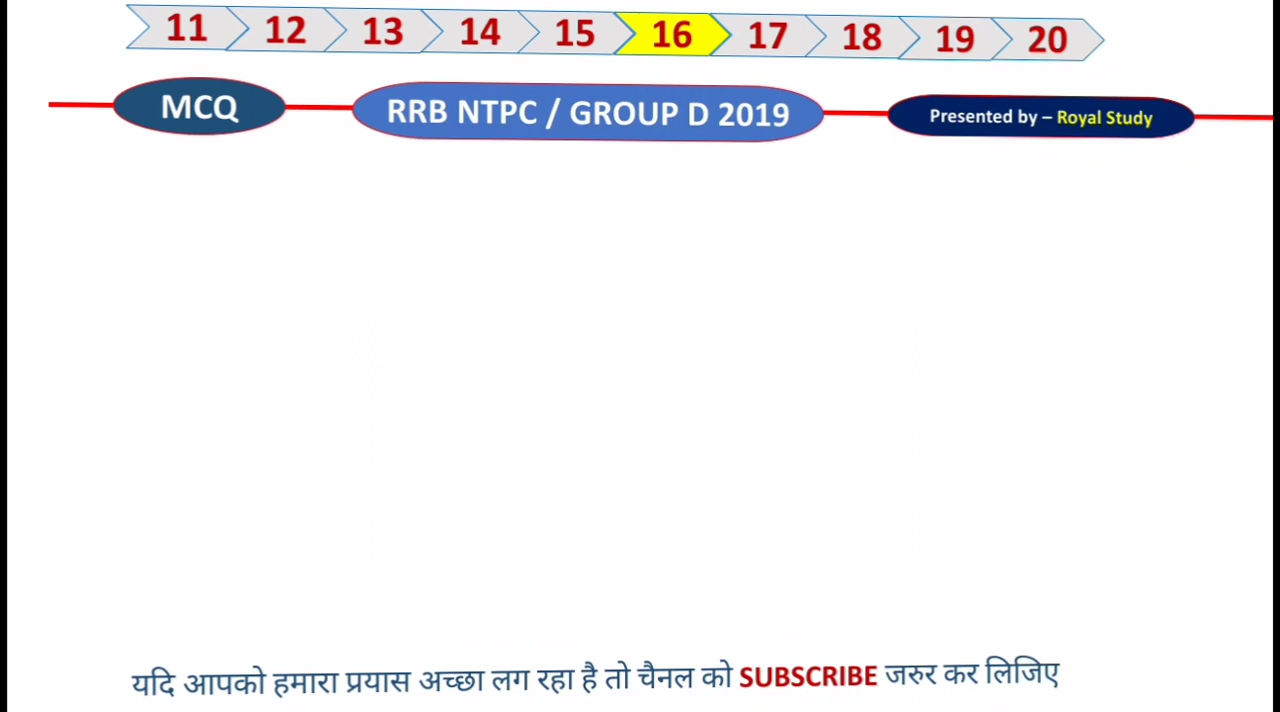 11 12 13 14 15 16 17 18 19 20
MCQ RRB NTPC / GROUP D 2019 Presented by – Royal Study
यदि आपको हमारा प्रयास अच्छा लग रहा है तो चैनल को SUBSCRIBE जरुर कर लिजिए